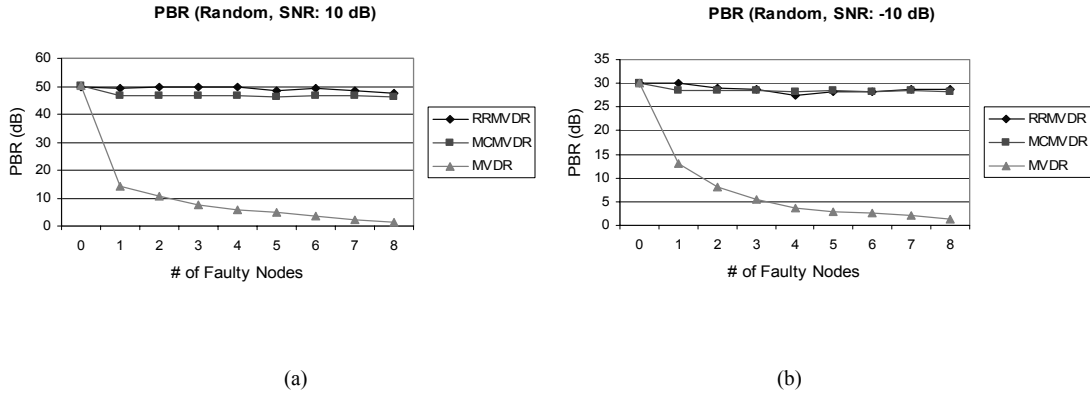 PBR (Random, SNR: 10 dB)
60
50
40
30
20
10
0
PBR (dB)
0 1 2 3 4 5 6 7 8
# of Faulty Nodes
RRMVDR
MCMVDR
MVDR
(a)
PBR (Random, SNR: -10 dB)
35
30
25
20
15
10
5
0
PBR (dB)
0 1 2 3 4 5 6 7 8
# of Faulty Nodes
RRMVDR
MCMVDR
MVDR
(b)